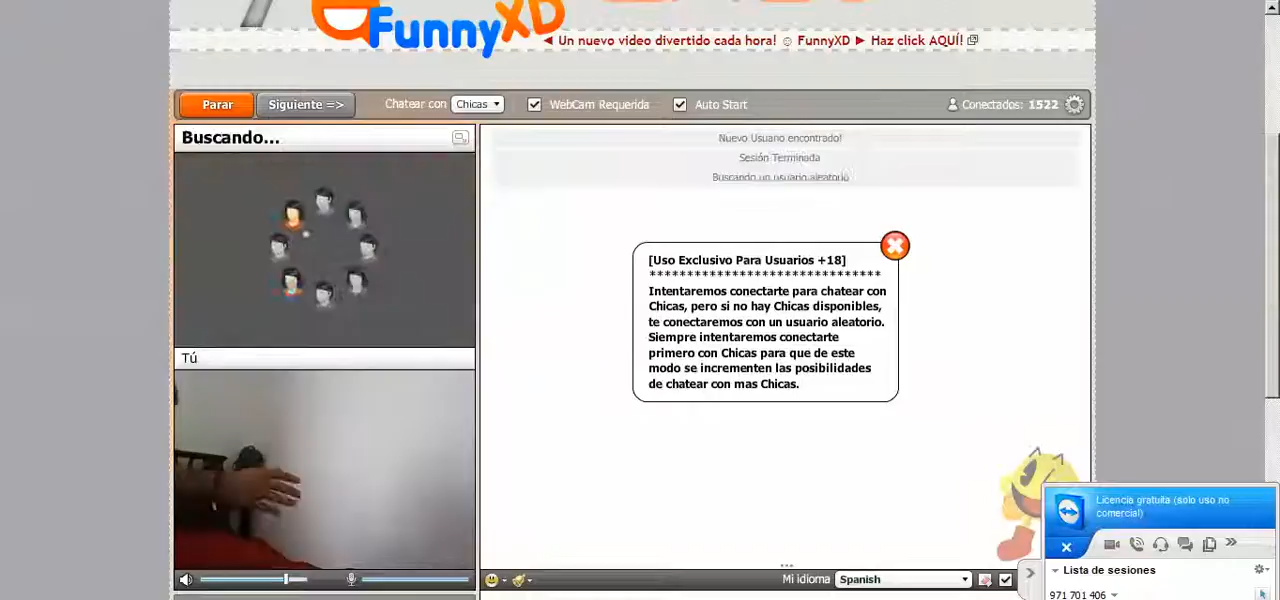 FunnyXD
◄ Un nuevo video divertido cada hora! ☺ FunnyXD ► Haz click AQUÍ!
Parar
Siguiente =>
Chatear con
Chicas
WebCam Requerida
Auto Start
Conectados: 1522
Buscando...
Nuevo Usuario encontrado!
Sesión Terminada
Buscando un usuario aleatorio
[Uso Exclusivo Para Usuarios +18]
*******************************
Intentaremos conectarte para chatear con
Chicas, pero si no hay Chicas disponibles,
te conectaremos con un usuario aleatorio.
Siempre intentaremos conectarte
primero con Chicas para que de este
modo se incrementen las posibilidades
de chatear con mas Chicas.
Tú
Mi idioma
Spanish
Licencia gratuita (solo uso no
comercial)
Lista de sesiones
971 701 406